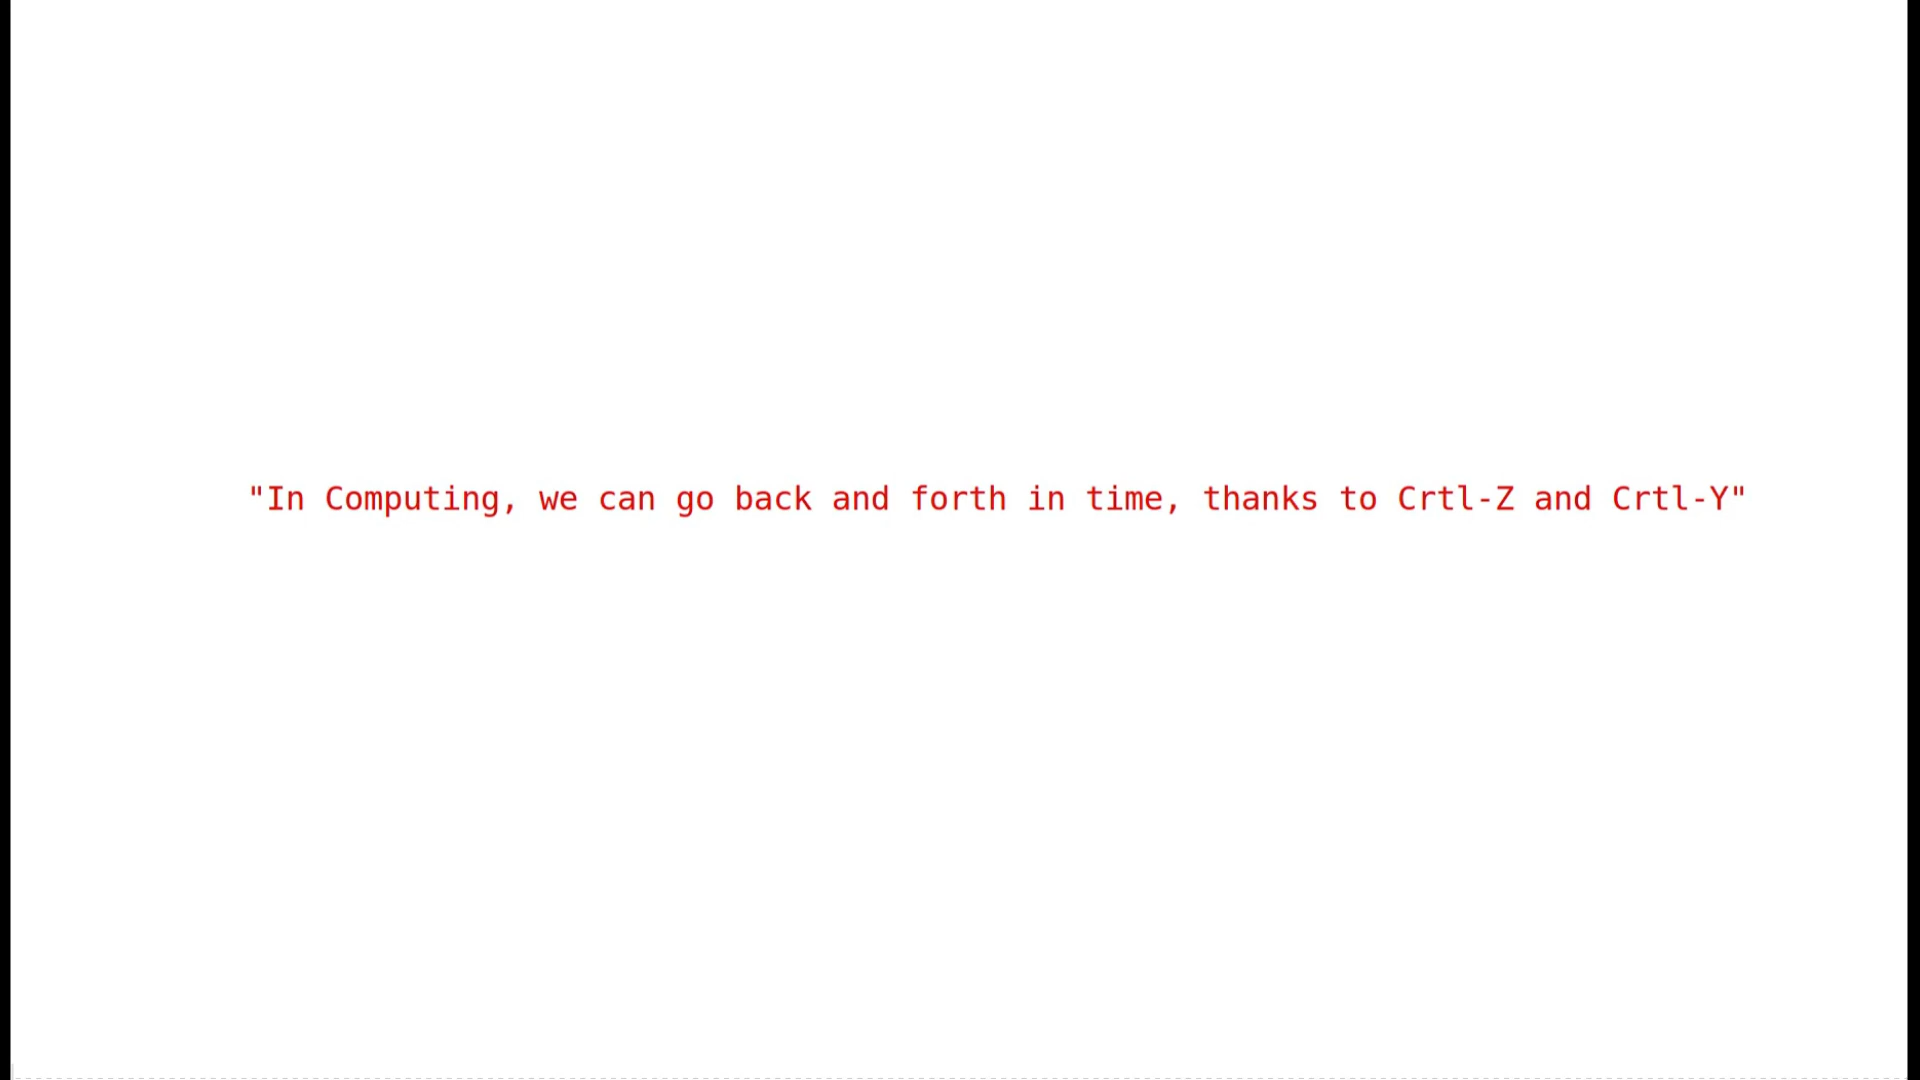 "In Computing, we can go back and forth in time, thanks to Crtl-Z and Crtl-Y"